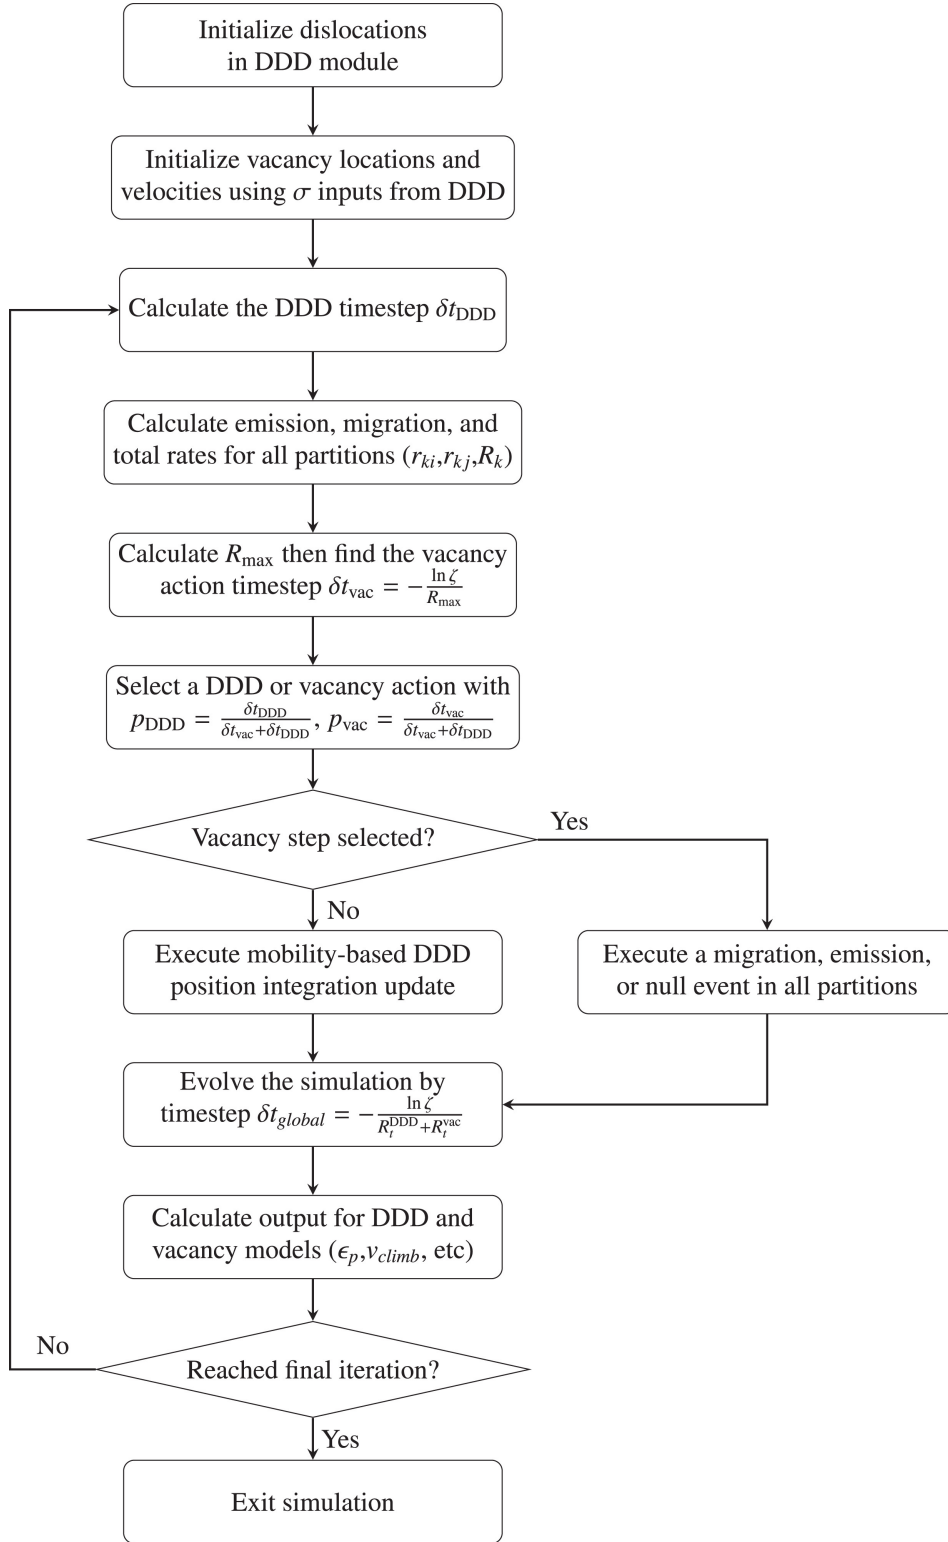 Initialize dislocations
in DDD module
Initialize vacancy locations and
velocities using σ inputs from DDD
Calculate the DDD timestep δt_DDD
Calculate emission, migration, and
total rates for all partitions (r_ki,r_kj,R_k)
Calculate R_max then find the vacancy
action timestep δt_vac = −ln ζ/R_max
Select a DDD or vacancy action with
p_DDD = δt_DDD/(δt_vac+δt_DDD), p_vac = δt_vac/(δt_vac+δt_DDD)
Vacancy step selected?
Yes
No
Execute mobility-based DDD
position integration update
Execute a migration, emission,
or null event in all partitions
Evolve the simulation by
timestep δt_global = −ln ζ/(R_t^DDD+R_t^vac)
Calculate output for DDD and
vacancy models (ϵ_p,v_climb, etc)
No
Reached final iteration?
Yes
Exit simulation